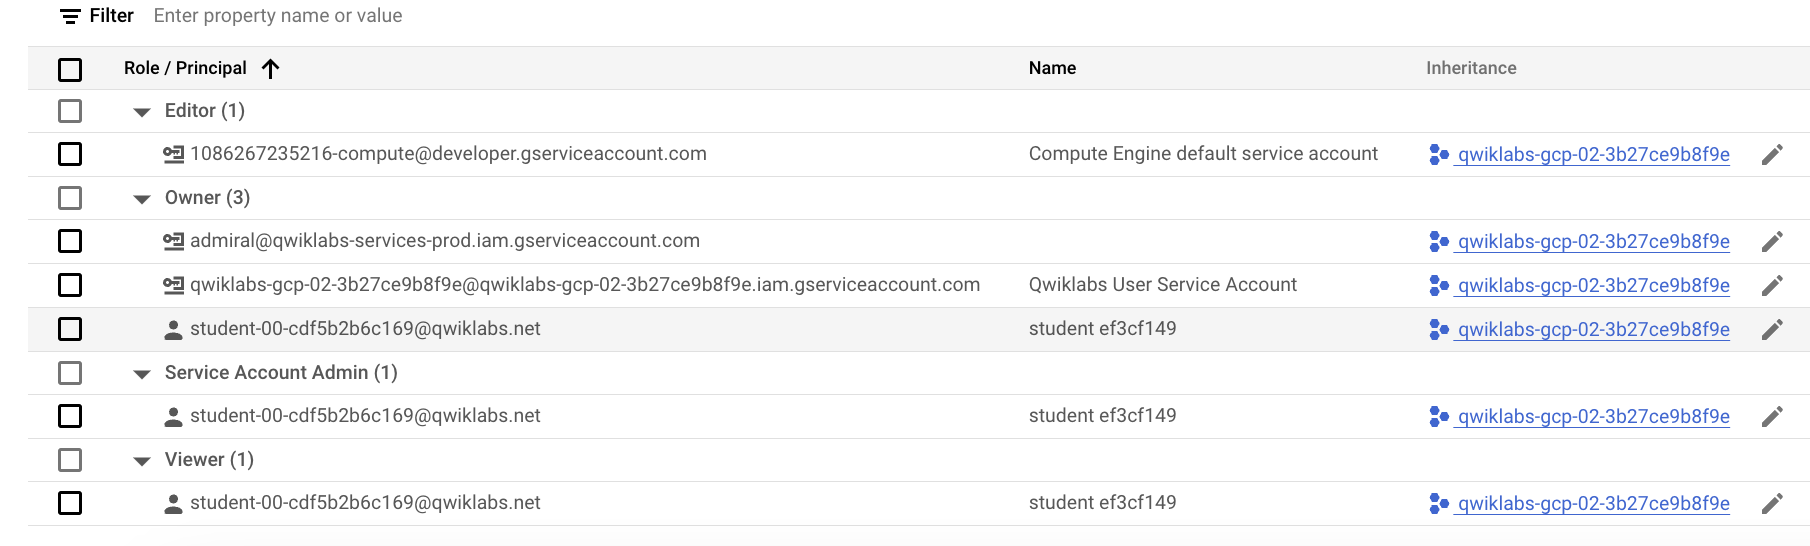 Filter Enter property name or value
Role / Principal Name Inheritance
Editor (1)
1086267235216-compute@developer.gserviceaccount.com Compute Engine default service account qwiklabs-gcp-02-3b27ce9b8f9e
Owner (3)
admiral@qwiklabs-services-prod.iam.gserviceaccount.com qwiklabs-gcp-02-3b27ce9b8f9e
qwiklabs-gcp-02-3b27ce9b8f9e@qwiklabs-gcp-02-3b27ce9b8f9e.iam.gserviceaccount.com Qwiklabs User Service Account qwiklabs-gcp-02-3b27ce9b8f9e
student-00-cdf5b2b6c169@qwiklabs.net student ef3cf149 qwiklabs-gcp-02-3b27ce9b8f9e
Service Account Admin (1)
student-00-cdf5b2b6c169@qwiklabs.net student ef3cf149 qwiklabs-gcp-02-3b27ce9b8f9e
Viewer (1)
student-00-cdf5b2b6c169@qwiklabs.net student ef3cf149 qwiklabs-gcp-02-3b27ce9b8f9e